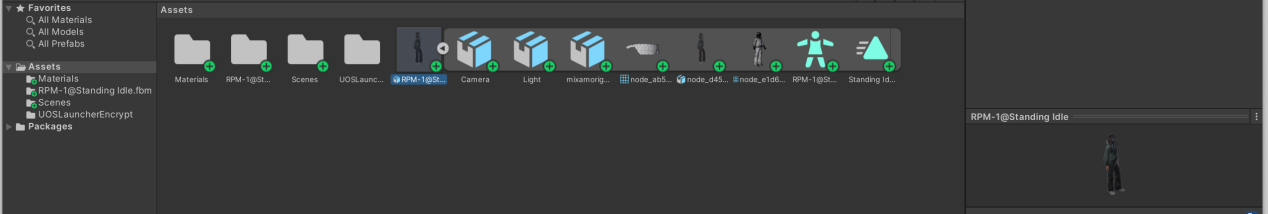 Favorites
All Materials
All Models
All Prefabs
Assets
Materials
RPM-1@Standing Idle.fbm
Scenes
UOSLauncherEncrypt
Packages
Assets
Materials
RPM-1@St...
Scenes
UOSLaunc...
RPM-1@St...
Camera
Light
mixamorig...
node_ab5...
node_d45...
node_e1d6...
RPM-1@St...
Standing Id...
RPM-1@Standing Idle